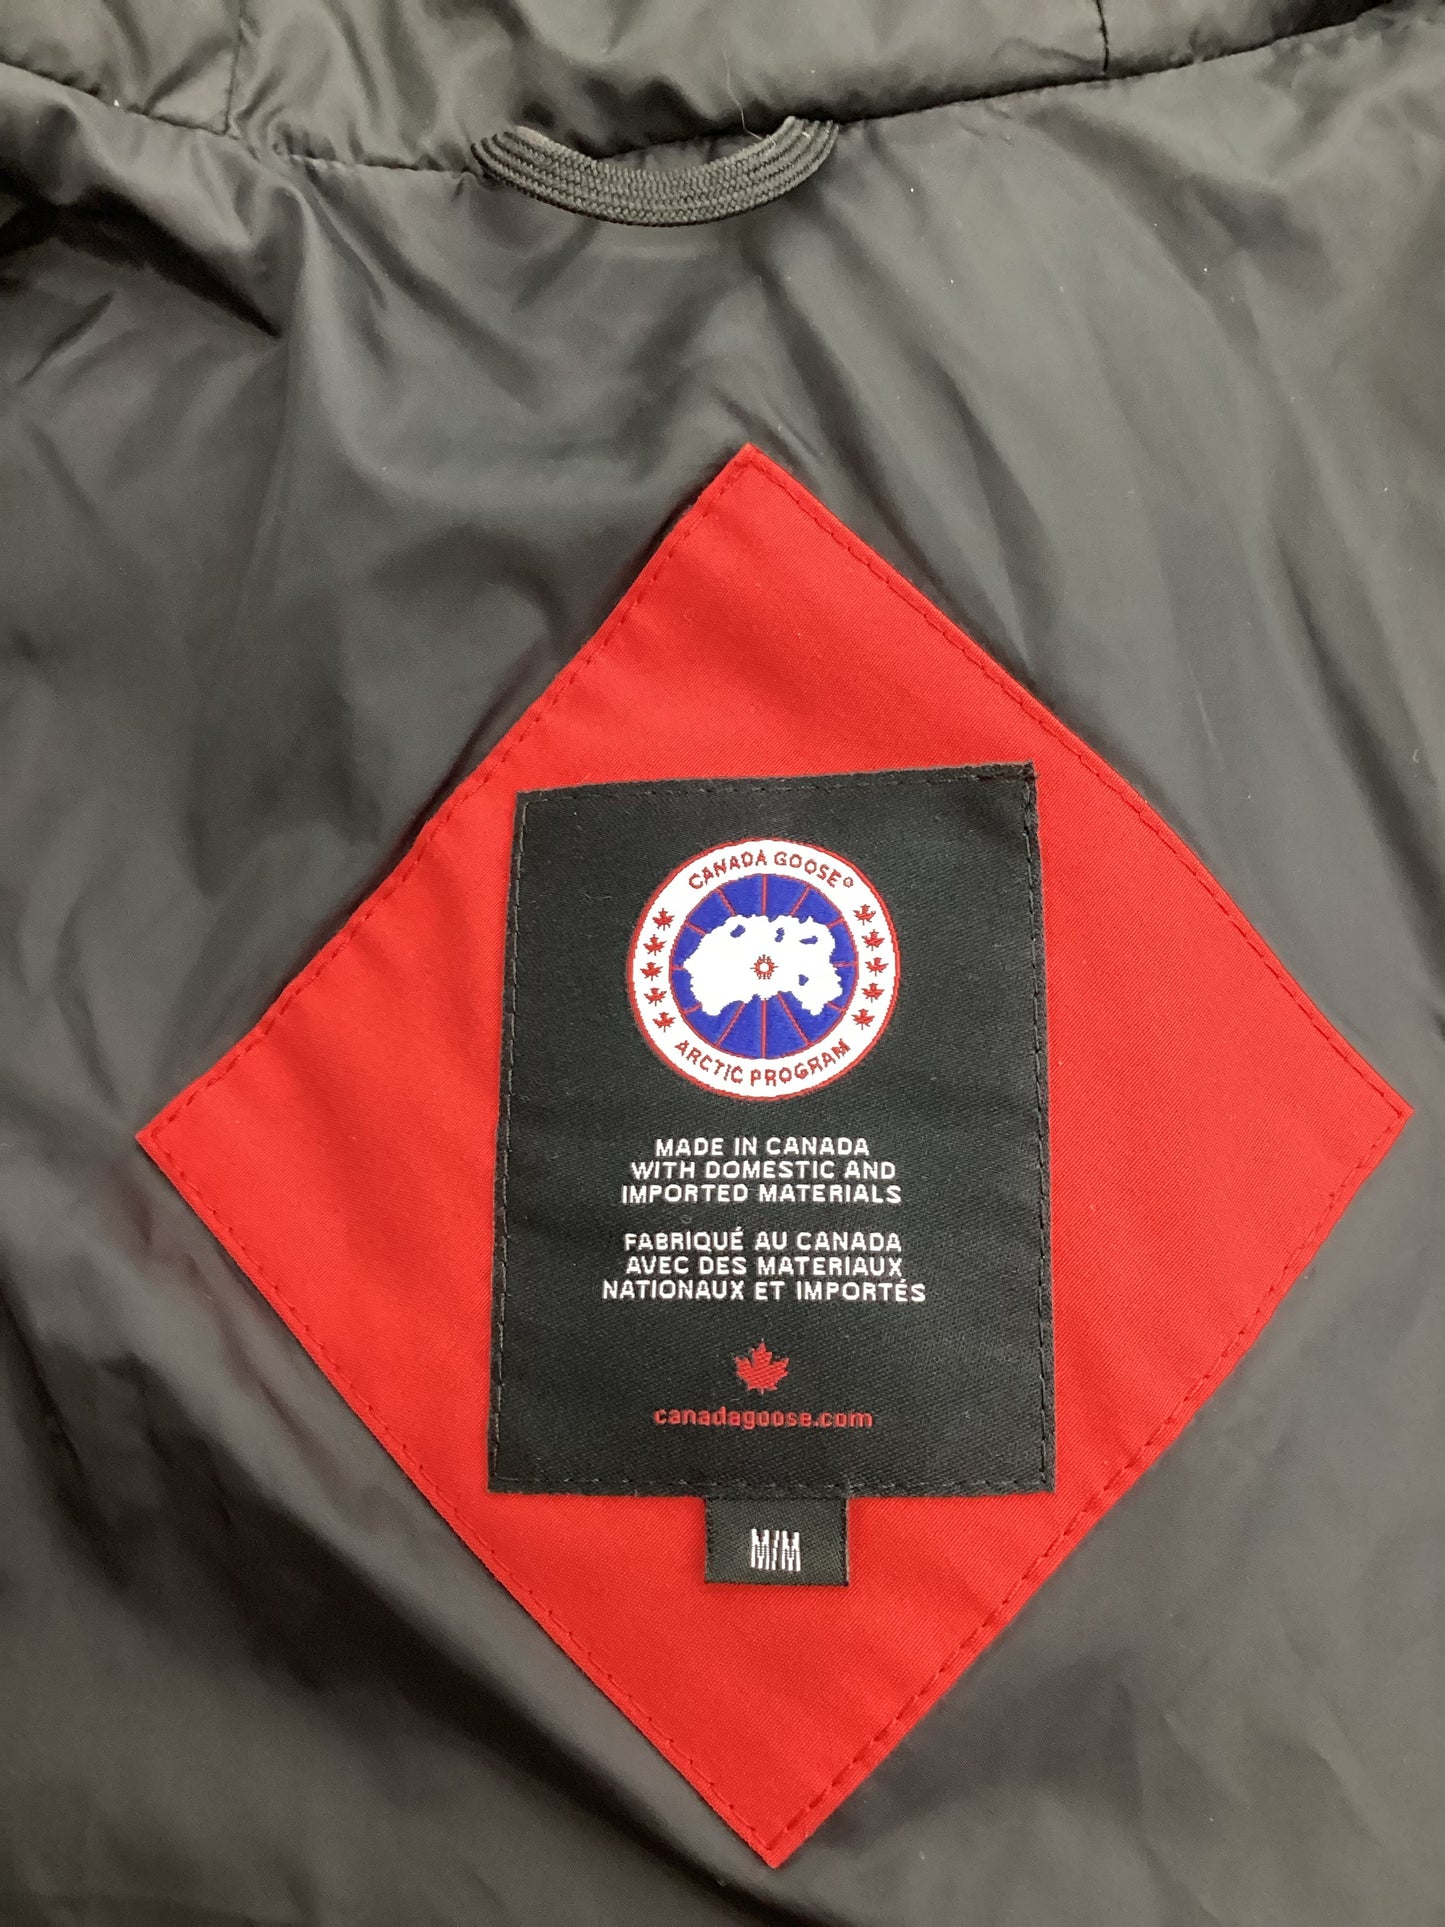 CANADA GOOSE®
ARCTIC PROGRAM
MADE IN CANADA
WITH DOMESTIC AND
IMPORTED MATERIALS
FABRIQUÉ AU CANADA
AVEC DES MATERIAUX
NATIONAUX ET IMPORTÉS
canadagoose.com
M/M